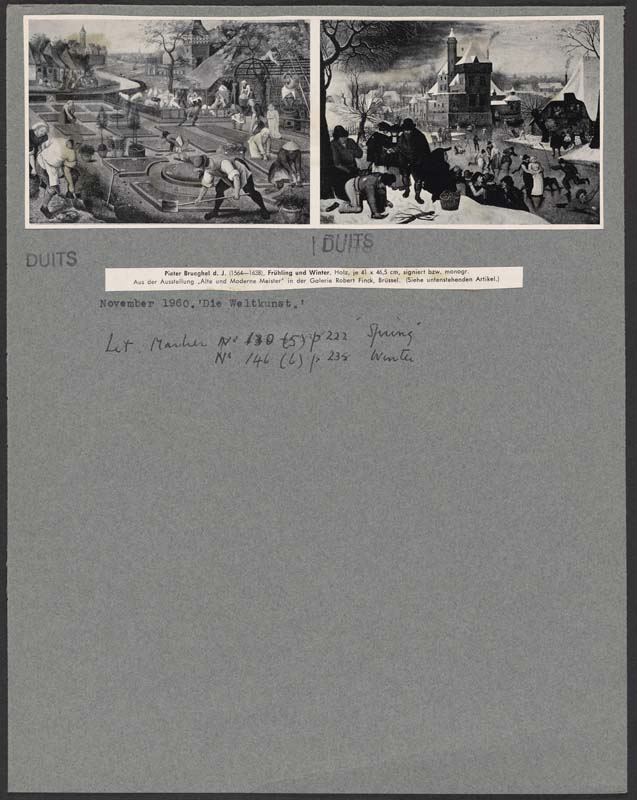 DUITS
DUITS
Pieter Brueghel d. J. (1564—1638), Frühling und Winter. Holz, je 41 x 46,5 cm, signiert bzw. monogr.
Aus der Ausstellung „Alte und Moderne Meister" in der Galerie Robert Finck, Brüssel. (Siehe untenstehenden Artikel.)
November 1960.'Die Weltkunst.'
Lit. Marlier No 130 (5) p 222 'Spring'
No 146 (6) p 238 Winter